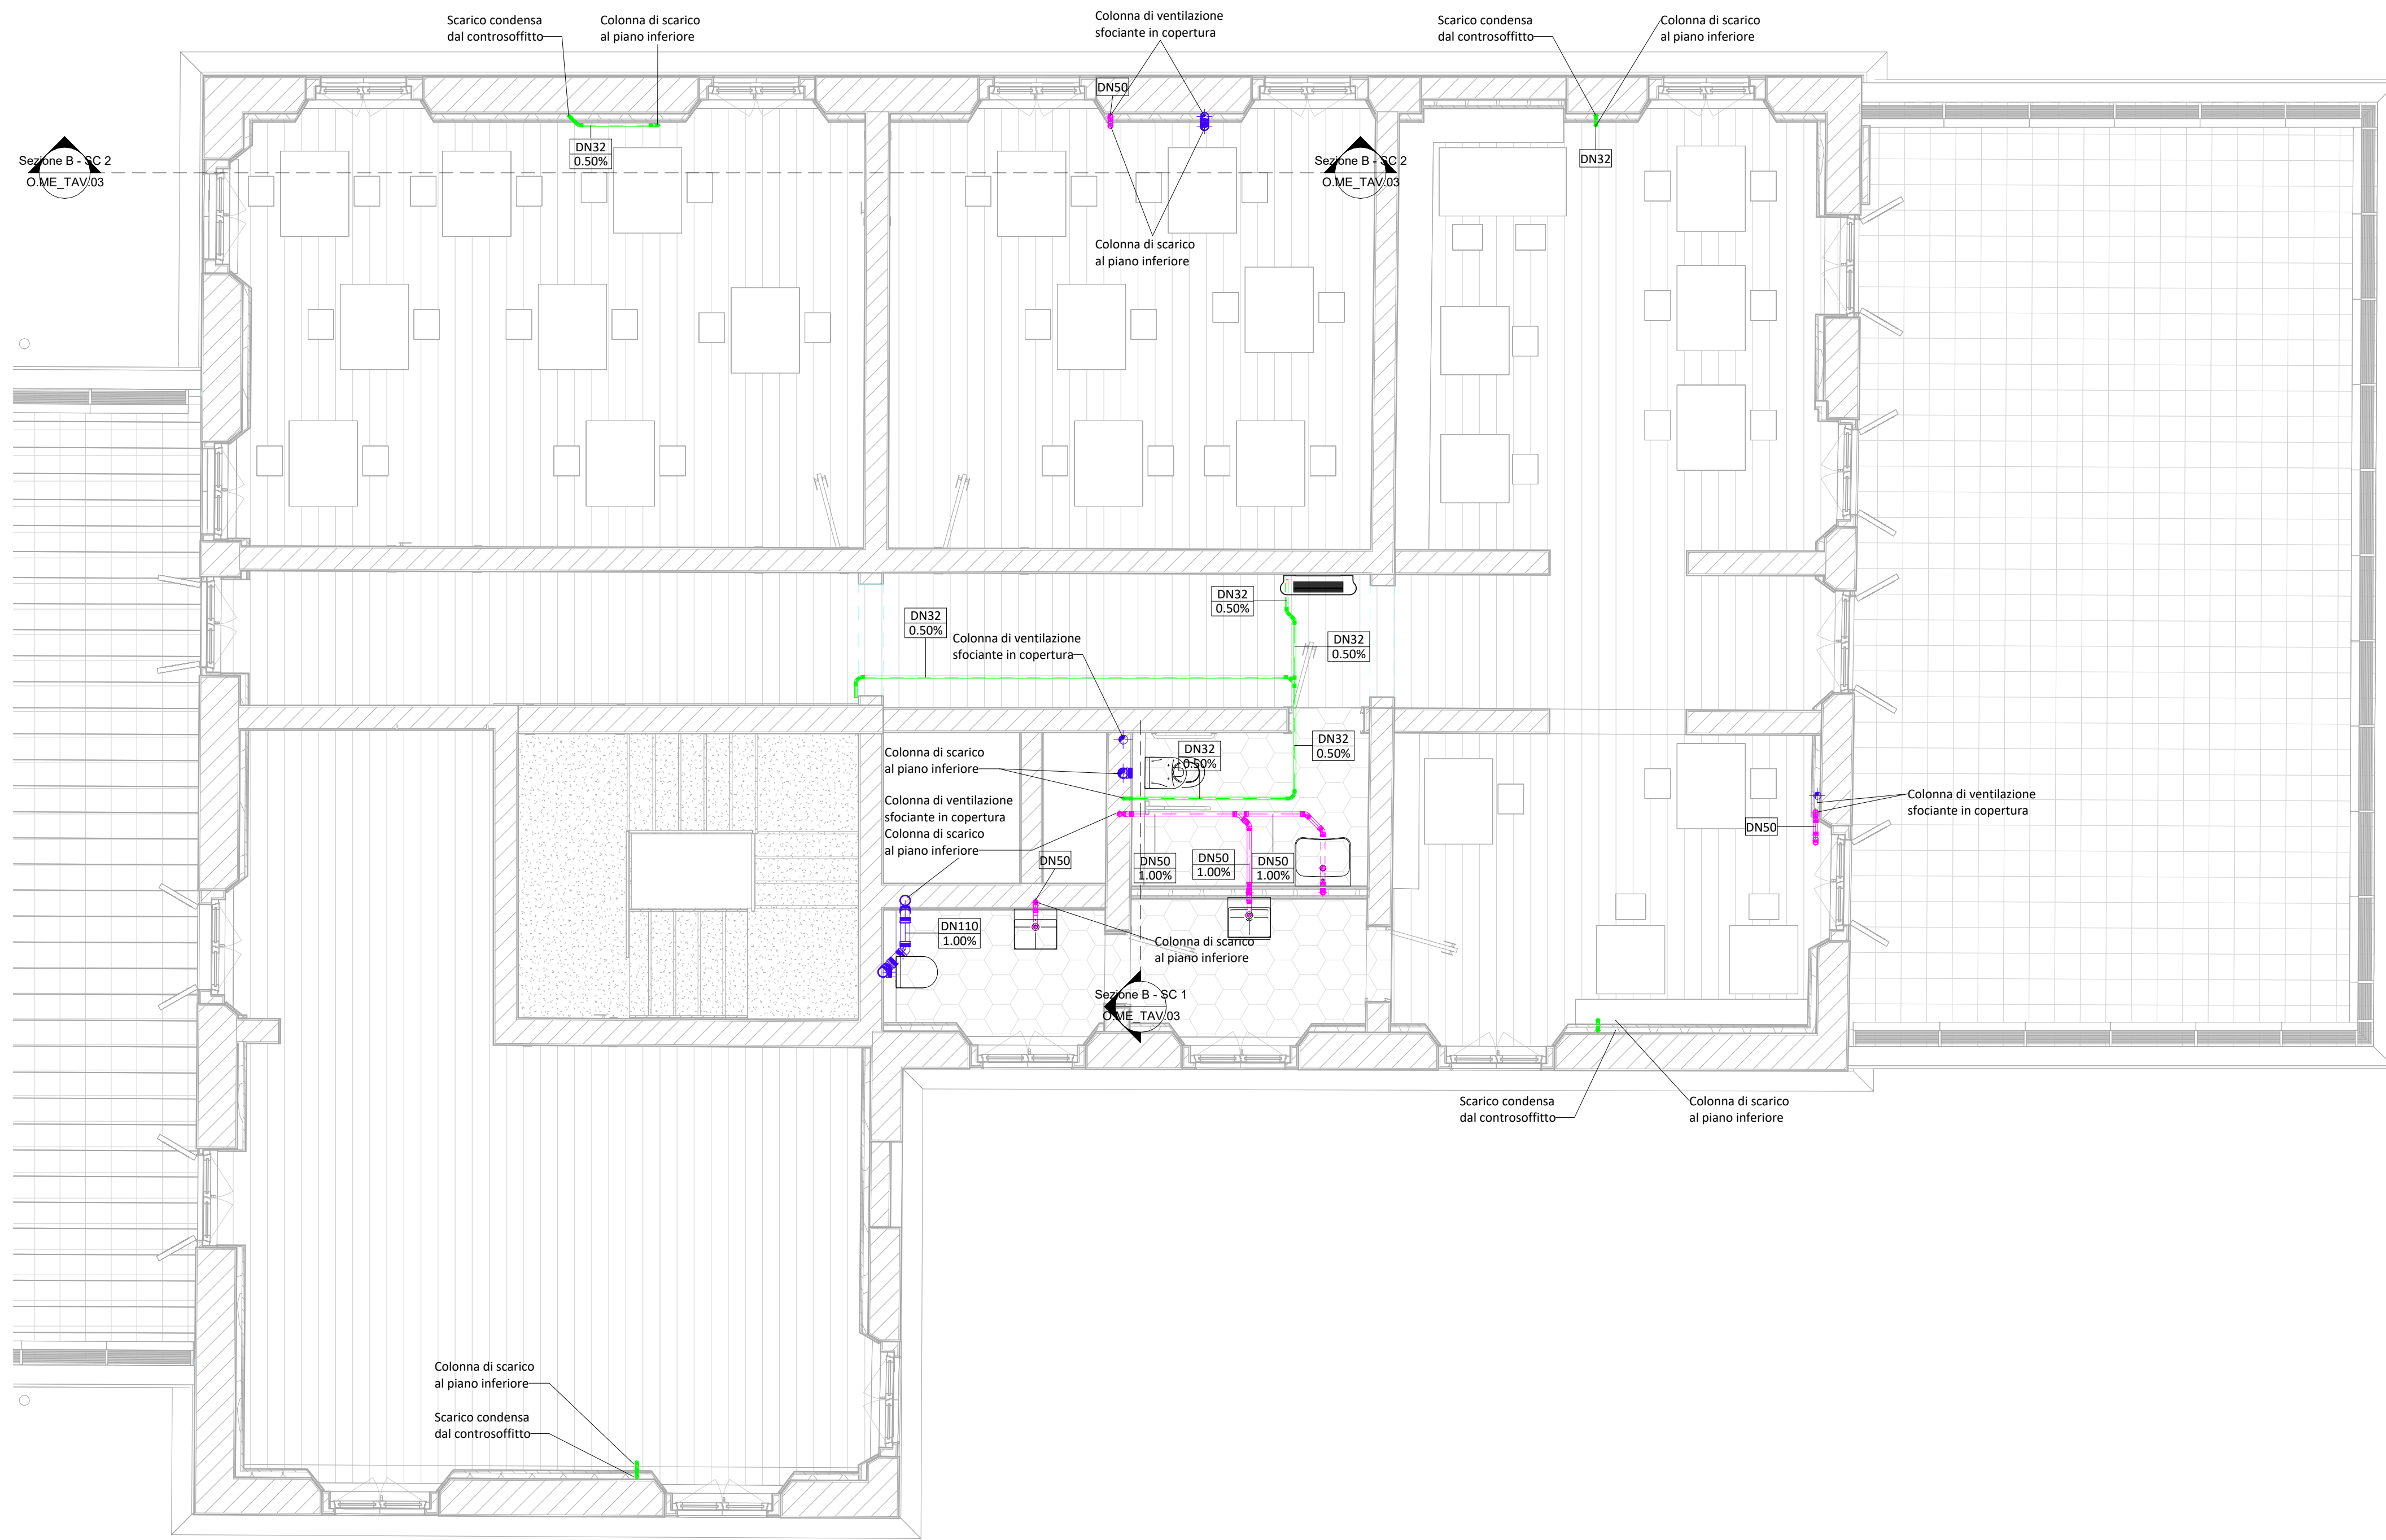 Scarico condensa
dal controsoffitto
Colonna di scarico
al piano inferiore
Colonna di ventilazione
sfociante in copertura
Scarico condensa
dal controsoffitto
Colonna di scarico
al piano inferiore
DN50
DN32
0.50%
DN32
Sezione B - SC 2
O.ME_TAV.03
Sezione B - SC 2
O.ME_TAV.03
Colonna di scarico
al piano inferiore
DN32
0.50%
DN32
0.50%
Colonna di ventilazione
sfociante in copertura
DN32
0.50%
DN32
0.50%
DN32
0.50%
Colonna di scarico
al piano inferiore
Colonna di ventilazione
sfociante in copertura
Colonna di scarico
al piano inferiore
Colonna di ventilazione
sfociante in copertura
DN50
DN50
DN50
1.00%
DN50
1.00%
DN50
1.00%
DN110
1.00%
Colonna di scarico
al piano inferiore
Sezione B - SC 1
O.ME_TAV.03
Scarico condensa
dal controsoffitto
Colonna di scarico
al piano inferiore
Colonna di scarico
al piano inferiore
Scarico condensa
dal controsoffitto